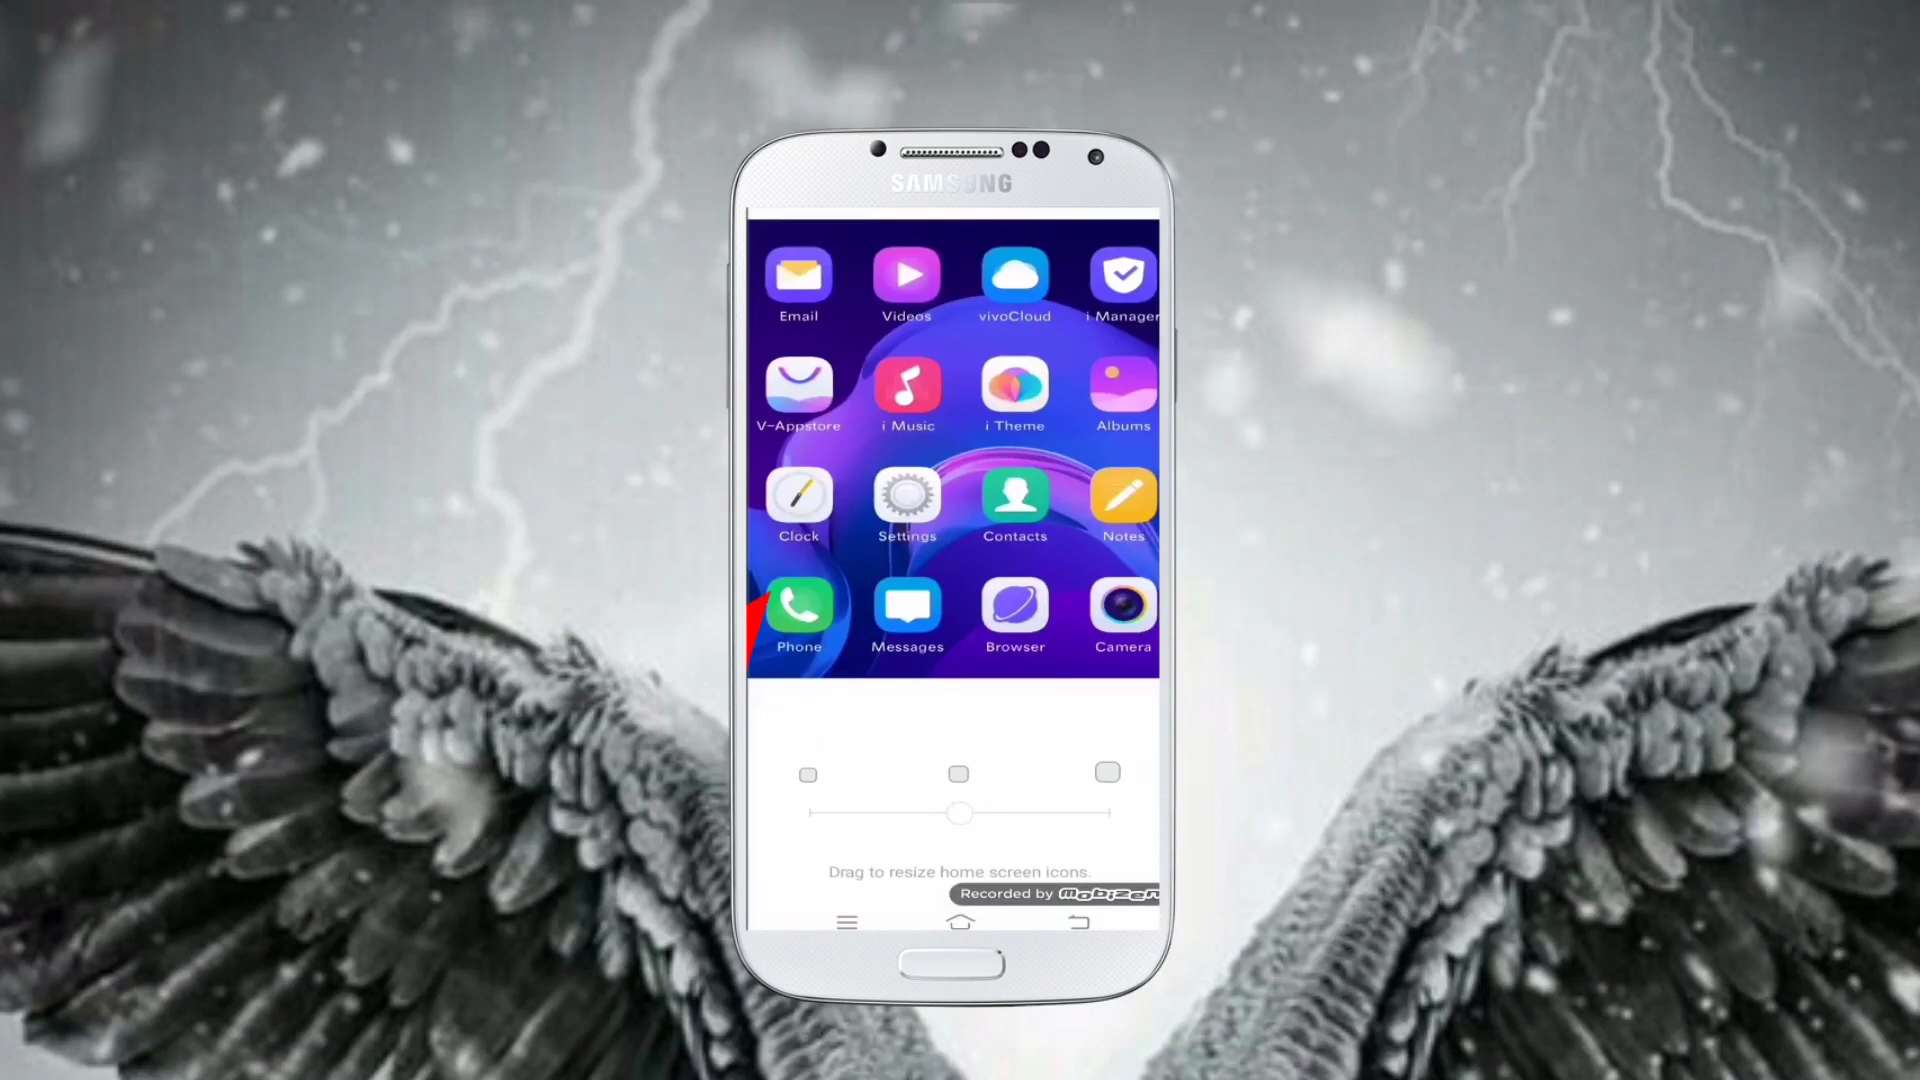 SAMSUNG
Email Videos vivoCloud i Manager
V-Appstore i Music i Theme Albums
Clock Settings Contacts Notes
Phone Messages Browser Camera
Drag to resize home screen icons.
Recorded by Mobizen